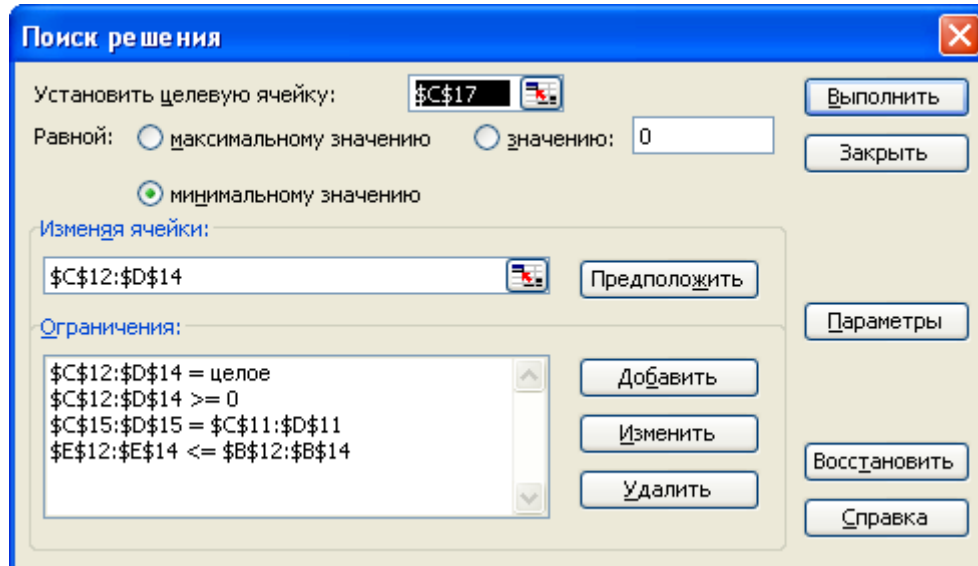 Поиск решения
Установить целевую ячейку: $C$17
Выполнить
Равной: максимальному значению значению: 0
Закрыть
минимальному значению
Изменяя ячейки:
$C$12:$D$14
Предположить
Ограничения:
Параметры
$C$12:$D$14 = целое
$C$12:$D$14 >= 0
$C$15:$D$15 = $C$11:$D$11
$E$12:$E$14 <= $B$12:$B$14
Добавить
Изменить
Удалить
Восстановить
Справка